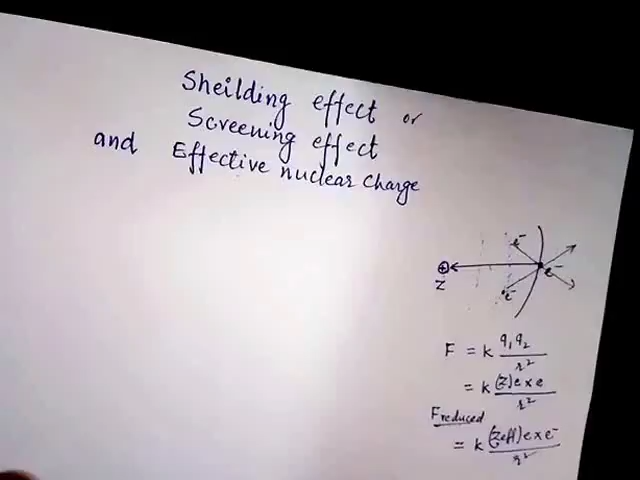 Sheilding effect or
Screening effect
and Effective nuclear Charge
e⁻
⊕
e⁻
Z
e⁻
F = k q₁q₂/r²
= k (Z)e x e/r²
Freduced
= k (Zeff)e x e⁻/r²